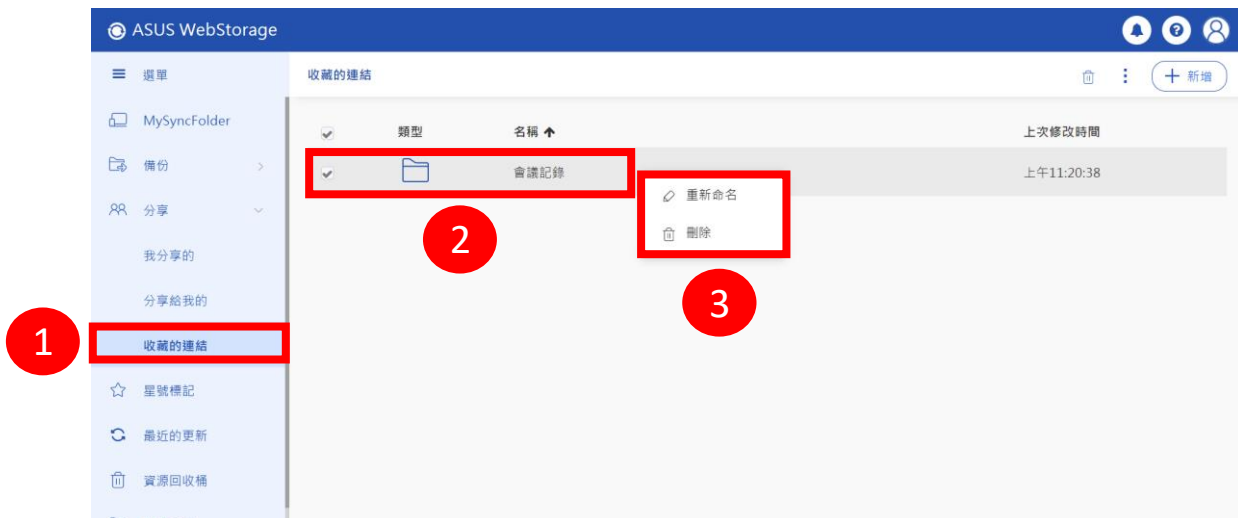 ASUS WebStorage
選單
收藏的連結
新增
MySyncFolder
類型
名稱
上次修改時間
備份
會議記錄
上午11:20:38
重新命名
分享
2
刪除
我分享的
3
分享給我的
1
收藏的連結
星號標記
最近的更新
資源回收桶